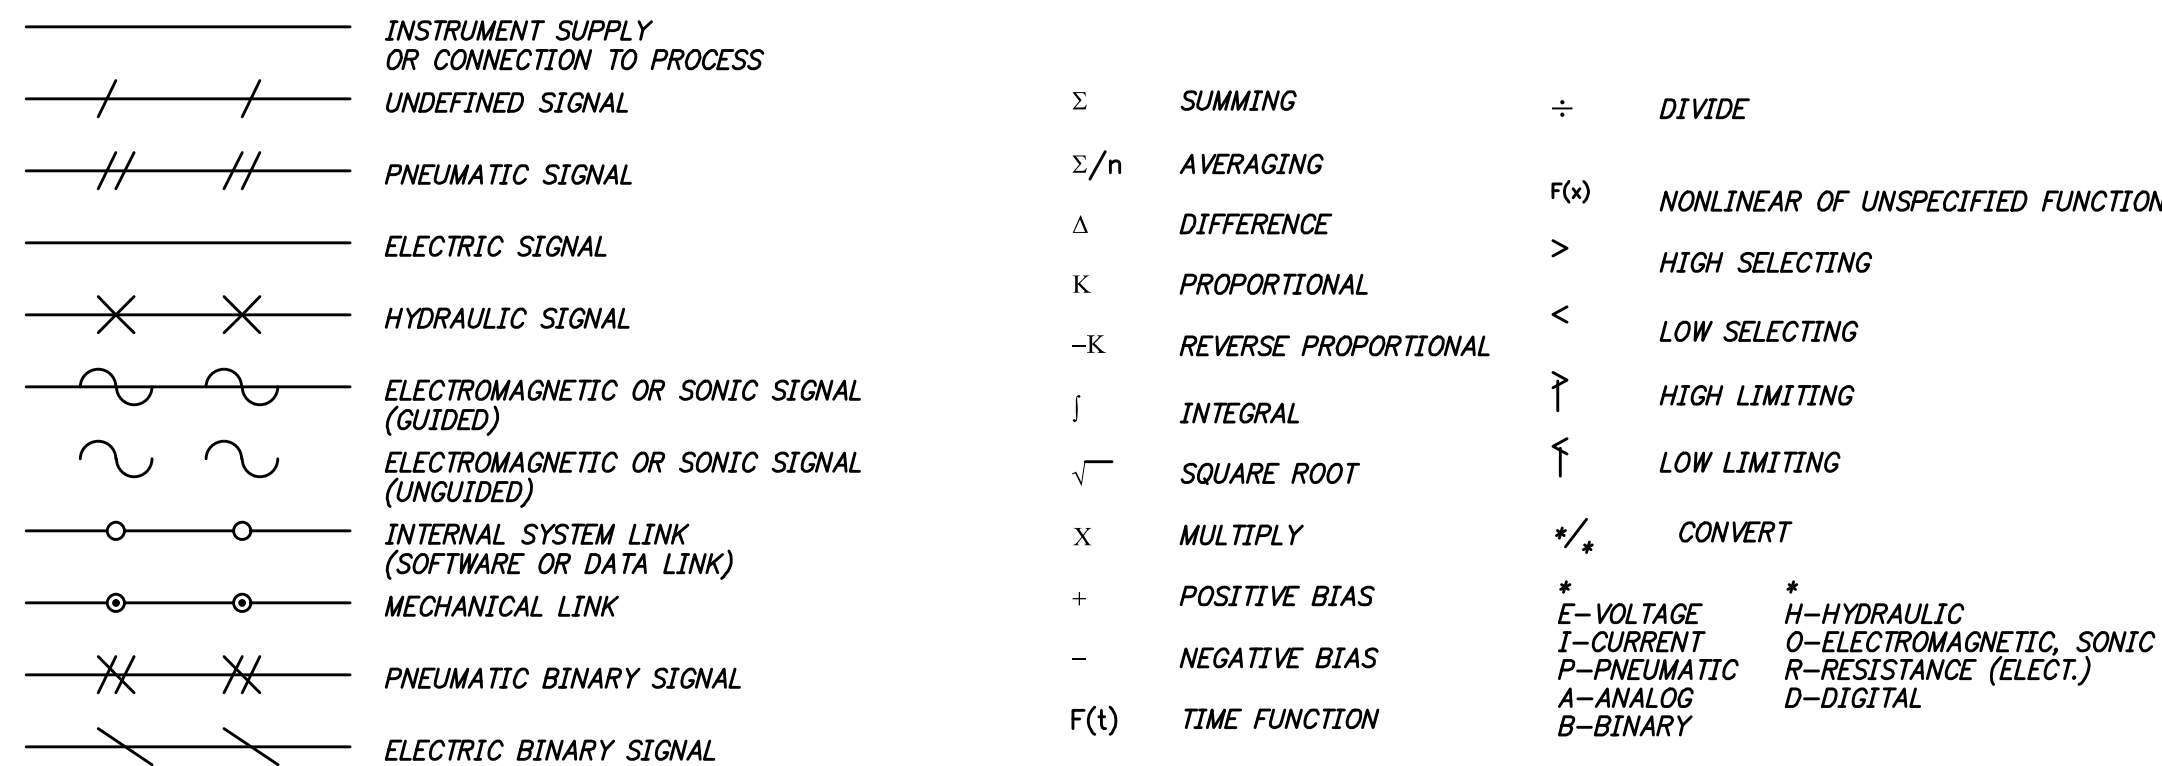 INSTRUMENT SUPPLY
OR CONNECTION TO PROCESS
UNDEFINED SIGNAL
PNEUMATIC SIGNAL
ELECTRIC SIGNAL
HYDRAULIC SIGNAL
ELECTROMAGNETIC OR SONIC SIGNAL
(GUIDED)
ELECTROMAGNETIC OR SONIC SIGNAL
(UNGUIDED)
INTERNAL SYSTEM LINK
(SOFTWARE OR DATA LINK)
MECHANICAL LINK
PNEUMATIC BINARY SIGNAL
ELECTRIC BINARY SIGNAL
Σ SUMMING
Σ/n AVERAGING
Δ DIFFERENCE
K PROPORTIONAL
–K REVERSE PROPORTIONAL
∫ INTEGRAL
√ SQUARE ROOT
X MULTIPLY
+ POSITIVE BIAS
– NEGATIVE BIAS
F(t) TIME FUNCTION
÷ DIVIDE
F(x) NONLINEAR OF UNSPECIFIED FUNCTION
> HIGH SELECTING
< LOW SELECTING
HIGH LIMITING
LOW LIMITING
*/* CONVERT
*
E–VOLTAGE
I–CURRENT
P–PNEUMATIC
A–ANALOG
B–BINARY
*
H–HYDRAULIC
O–ELECTROMAGNETIC, SONIC
R–RESISTANCE (ELECT.)
D–DIGITAL